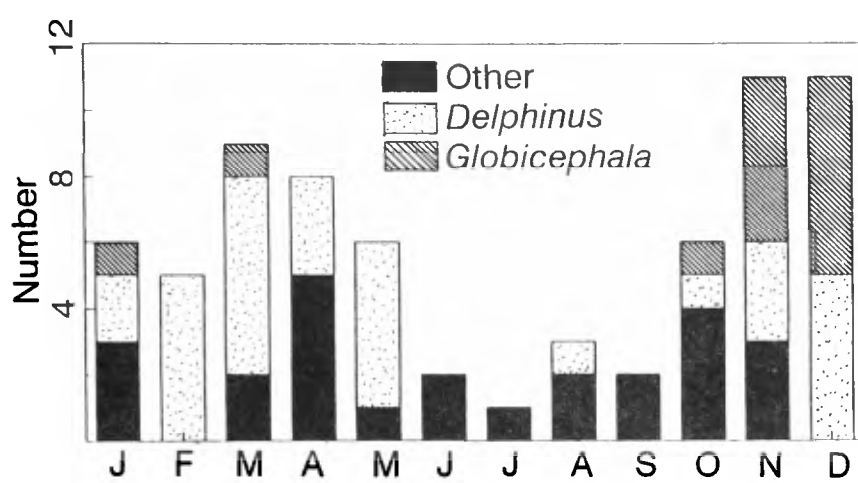 12
8
4
Number
Other
Delphinus
Globicephala
J F M A M J J A S O N D